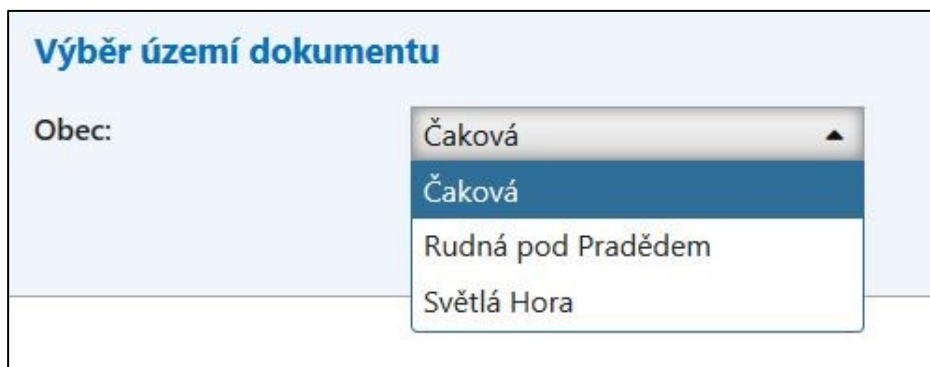 Výběr území dokumentu
Obec:
Čaková
Čaková
Rudná pod Pradědem
Světlá Hora